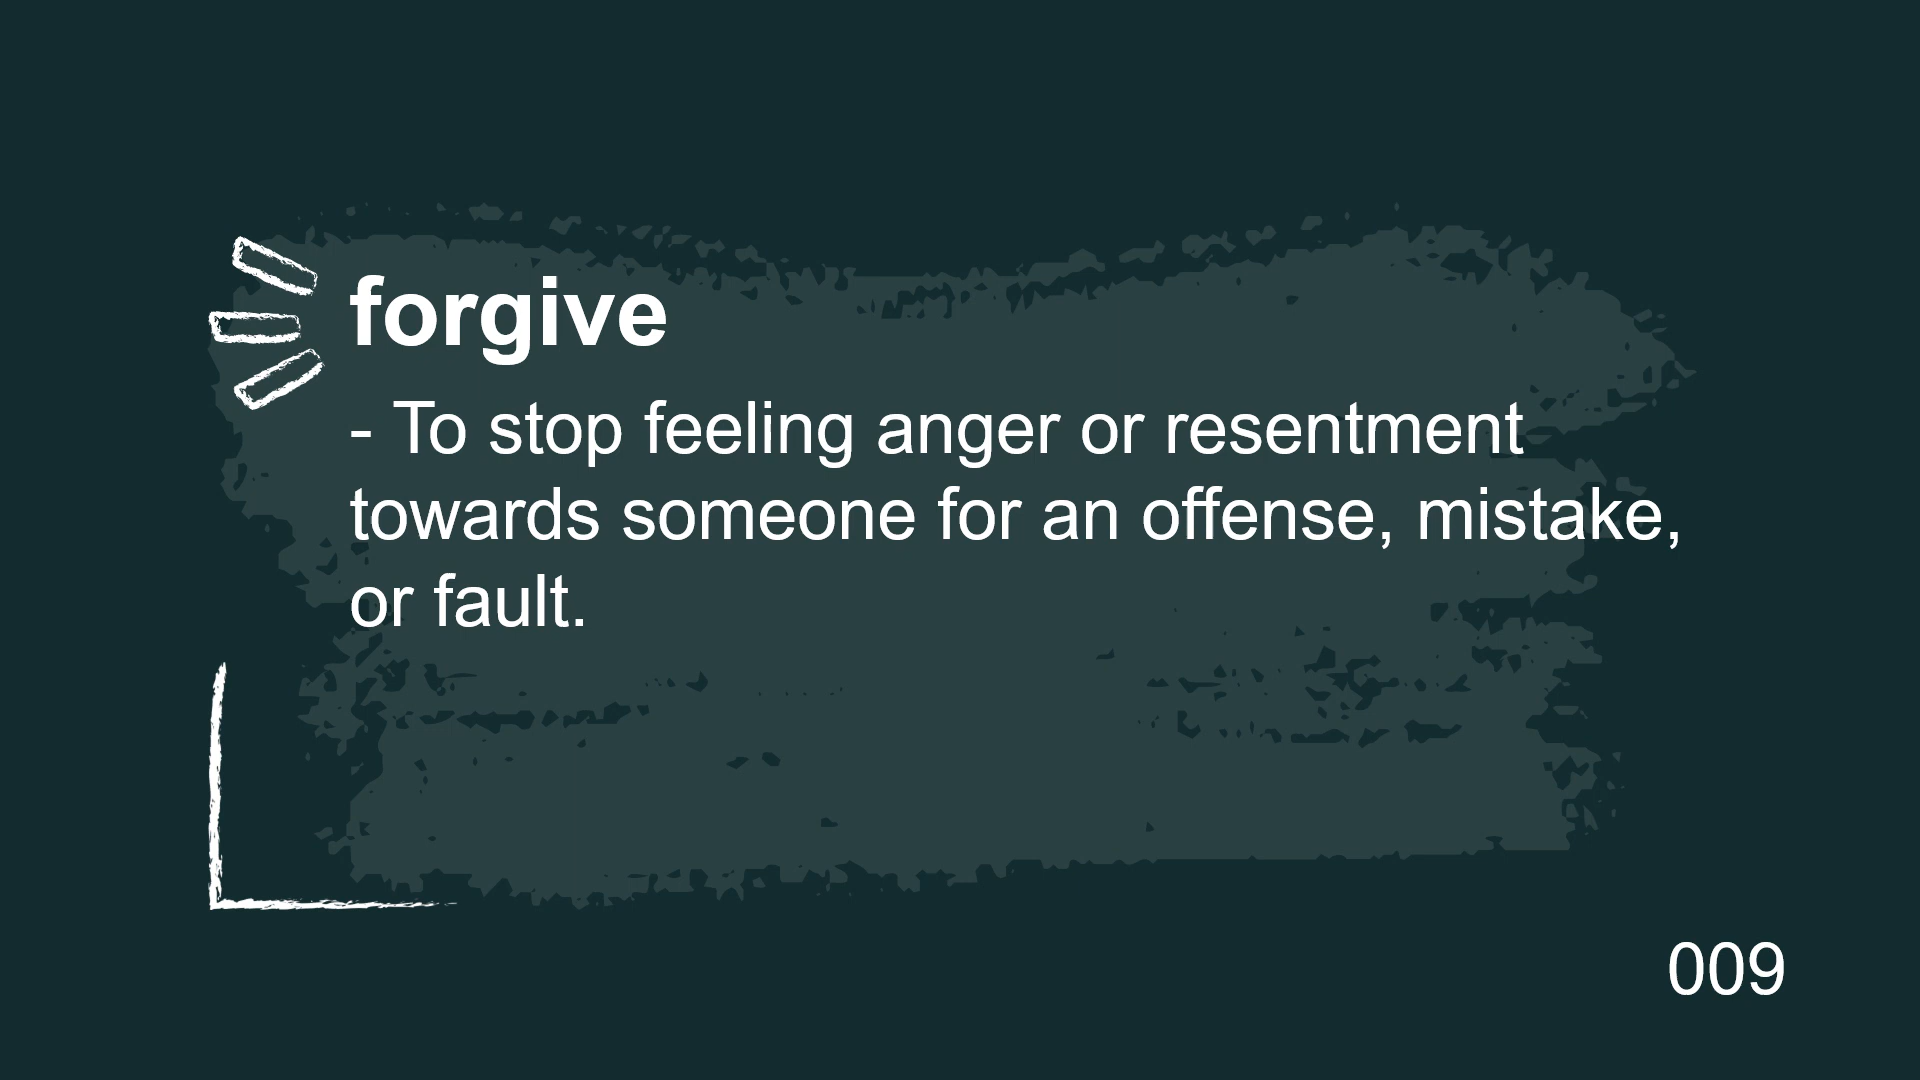 forgive
- To stop feeling anger or resentment
towards someone for an offense, mistake,
or fault.
009